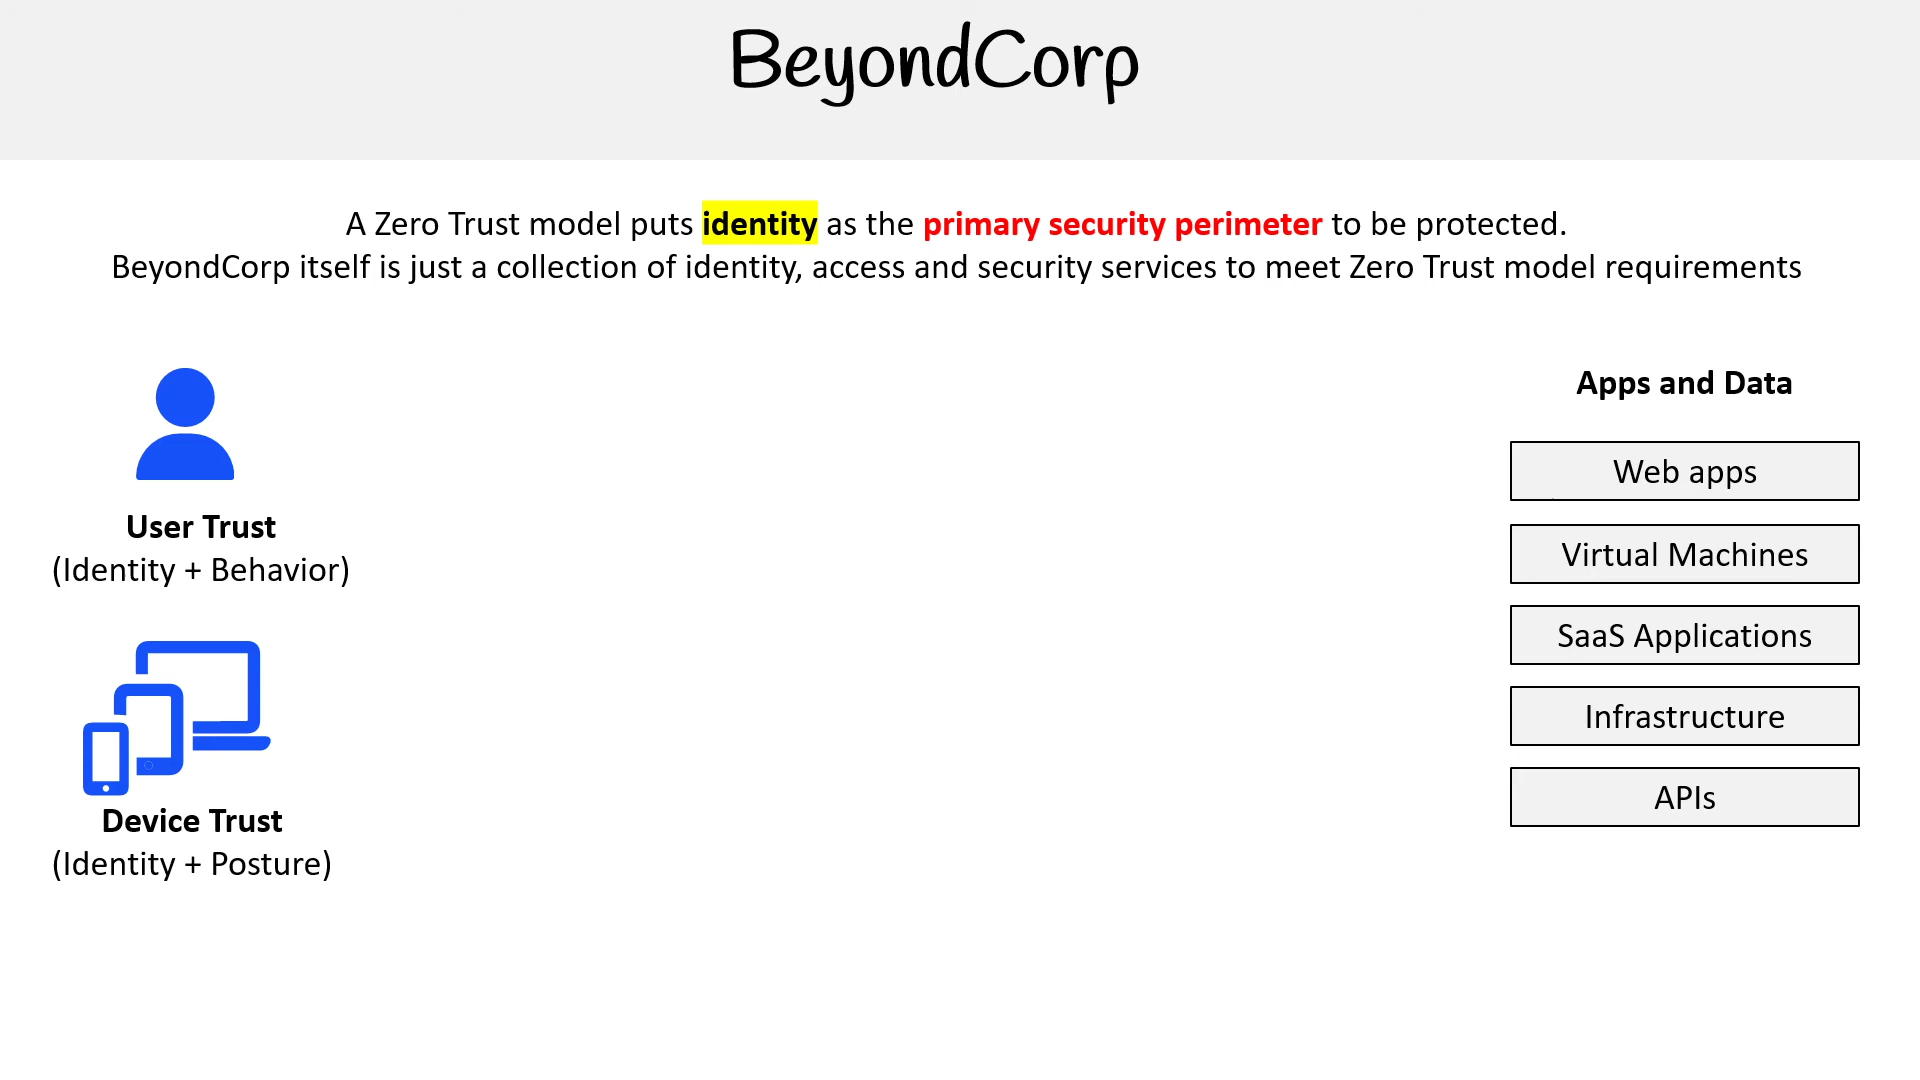 BeyondCorp
A Zero Trust model puts identity as the primary security perimeter to be protected.
BeyondCorp itself is just a collection of identity, access and security services to meet Zero Trust model requirements
User Trust
(Identity + Behavior)
Device Trust
(Identity + Posture)
Apps and Data
Web apps
Virtual Machines
SaaS Applications
Infrastructure
APIs